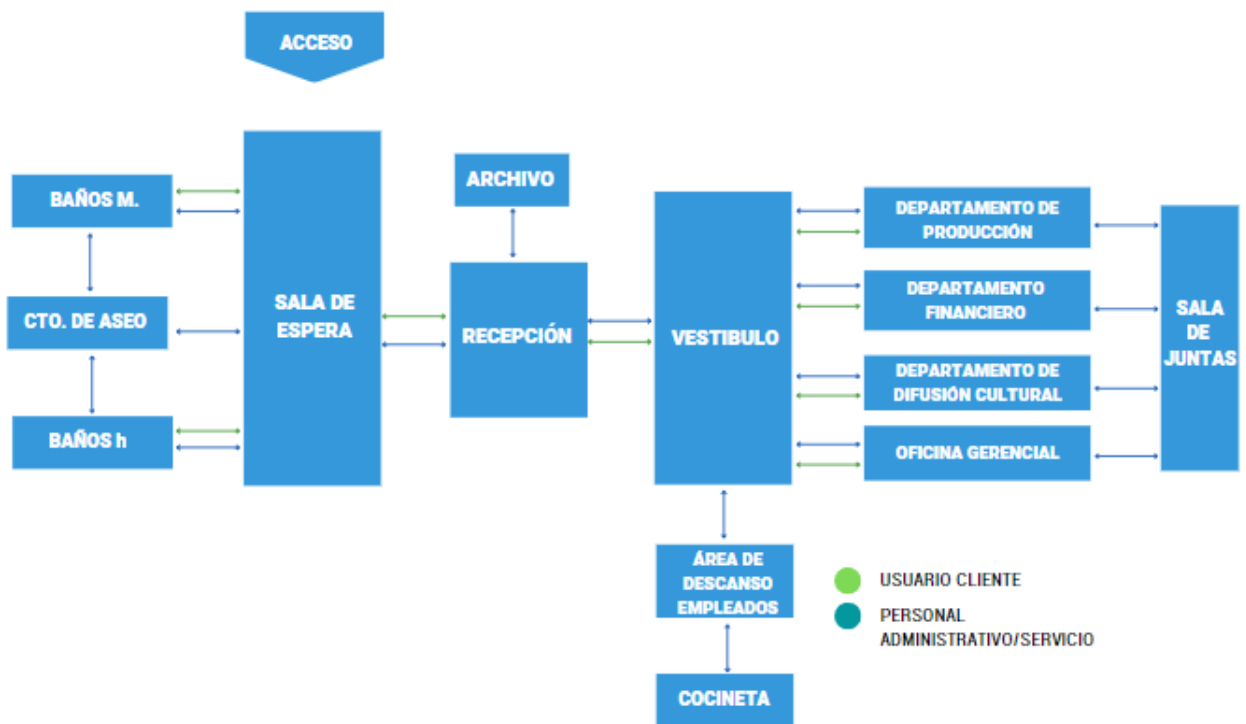 ACCESO
BAÑOS M.
CTO. DE ASEO
BAÑOS h
SALA DE
ESPERA
ARCHIVO
RECEPCIÓN
VESTIBULO
DEPARTAMENTO DE
PRODUCCIÓN
DEPARTAMENTO
FINANCIERO
DEPARTAMENTO DE
DIFUSIÓN CULTURAL
OFICINA GERENCIAL
SALA
DE
JUNTAS
ÁREA DE
DESCANSO
EMPLEADOS
COCINETA
USUARIO CLIENTE
PERSONAL
ADMINISTRATIVO/SERVICIO